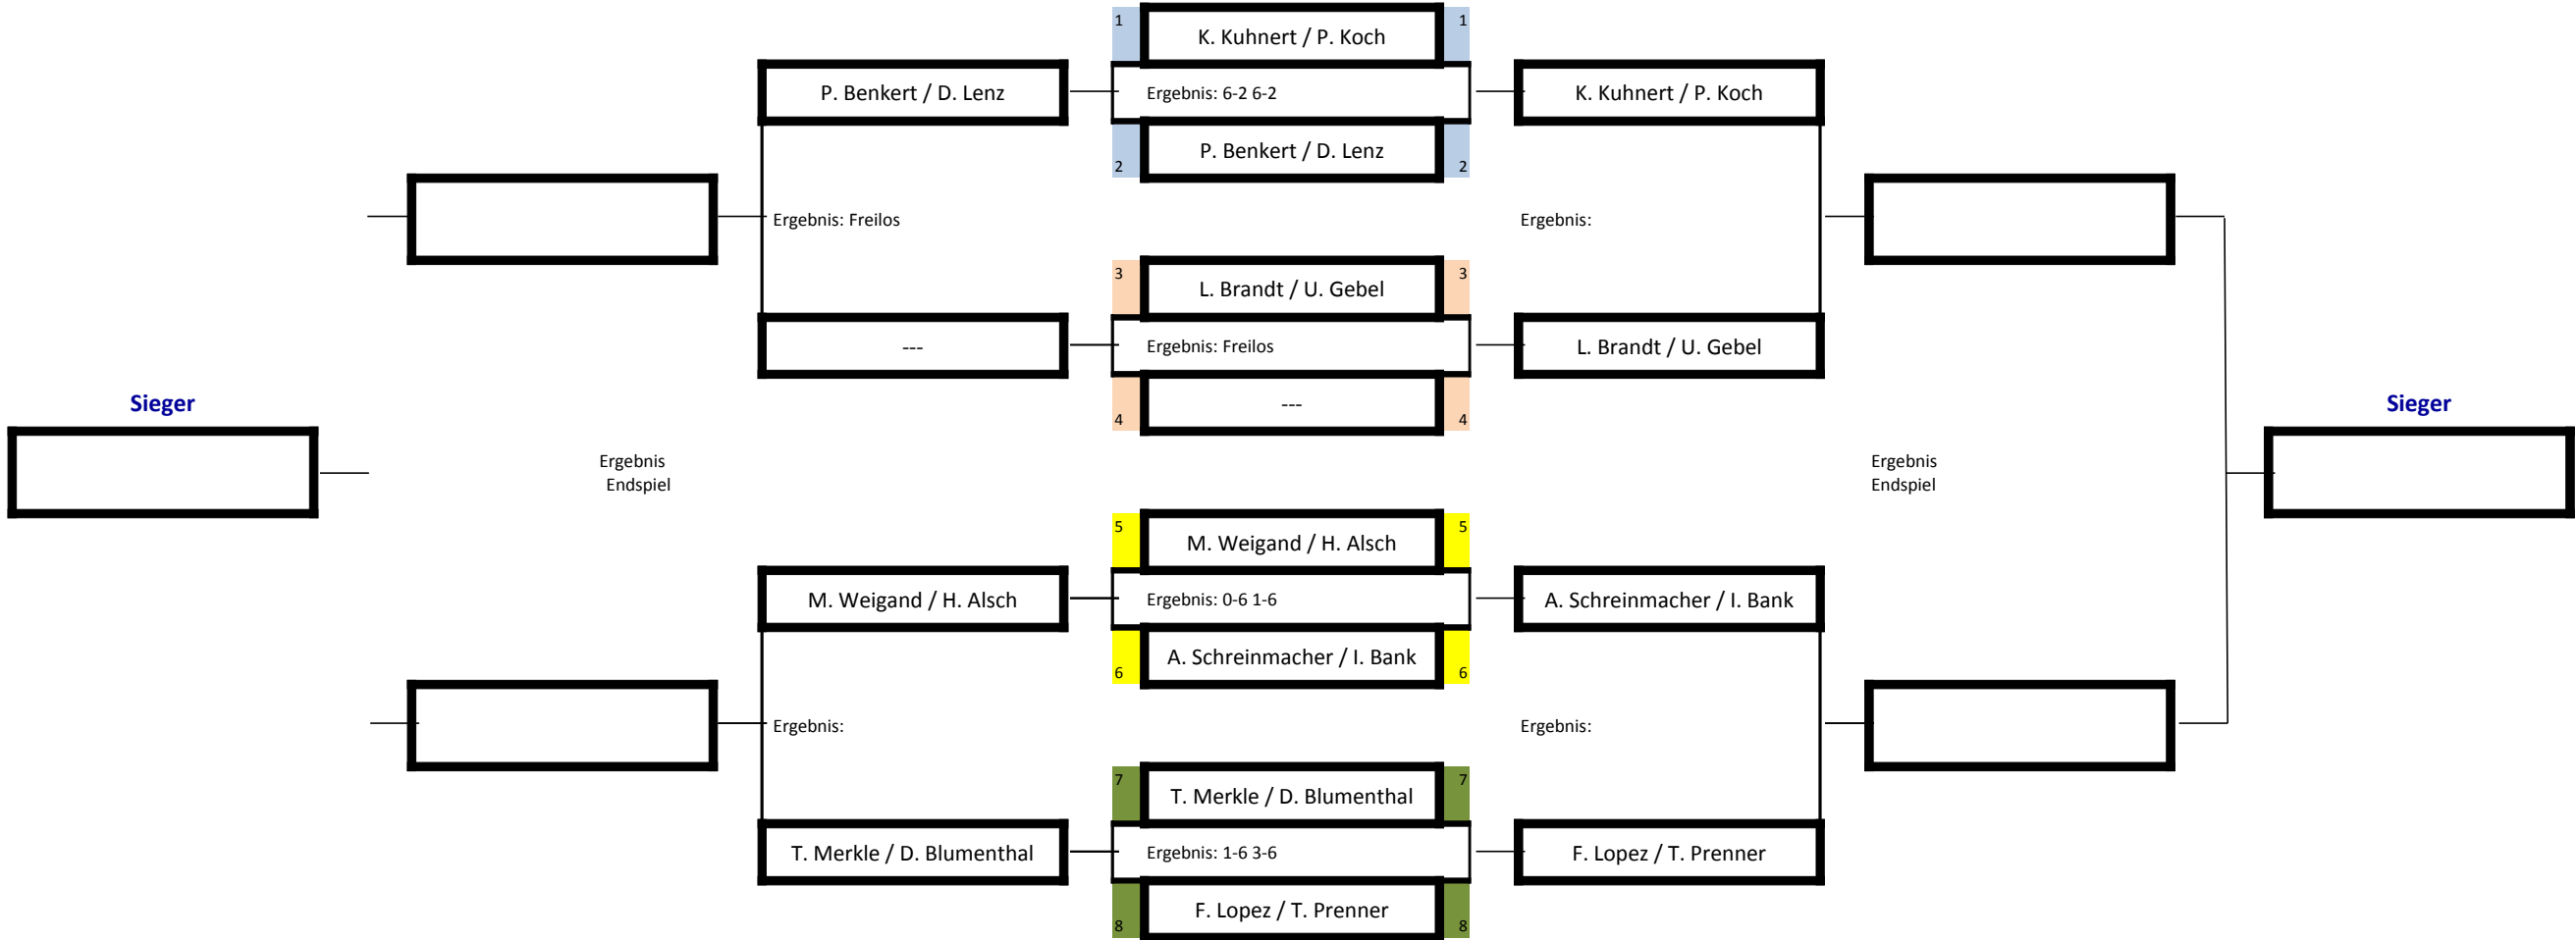 1
K. Kuhnert / P. Koch
1
P. Benkert / D. Lenz
Ergebnis: 6-2 6-2
K. Kuhnert / P. Koch
2
P. Benkert / D. Lenz
2
Ergebnis: Freilos
Ergebnis:
3
L. Brandt / U. Gebel
3
---
Ergebnis: Freilos
L. Brandt / U. Gebel
4
---
4
Sieger
Sieger
Ergebnis
Endspiel
Ergebnis
Endspiel
5
M. Weigand / H. Alsch
5
M. Weigand / H. Alsch
Ergebnis: 0-6 1-6
A. Schreinmacher / I. Bank
6
A. Schreinmacher / I. Bank
6
Ergebnis:
Ergebnis:
7
T. Merkle / D. Blumenthal
7
T. Merkle / D. Blumenthal
Ergebnis: 1-6 3-6
F. Lopez / T. Prenner
8
F. Lopez / T. Prenner
8